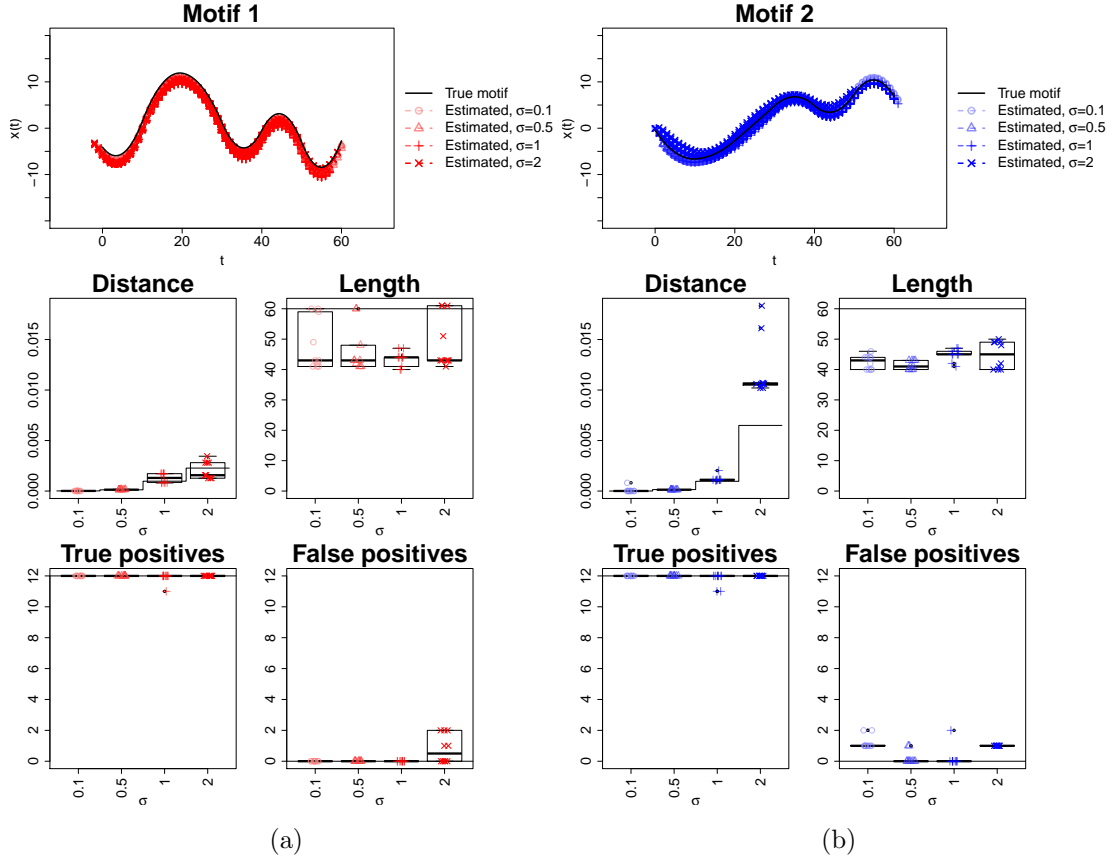 Motif 1
x(t)
10
0
−10
0
20
40
60
t
True motif
Estimated, σ=0.1
Estimated, σ=0.5
Estimated, σ=1
Estimated, σ=2
Motif 2
x(t)
10
0
−10
0
20
40
60
t
True motif
Estimated, σ=0.1
Estimated, σ=0.5
Estimated, σ=1
Estimated, σ=2
Distance
0.015
0.010
0.005
0.000
0.1
0.5
1
2
σ
Length
60
50
40
30
20
10
0
0.1
0.5
1
2
σ
Distance
0.015
0.010
0.005
0.000
0.1
0.5
1
2
σ
Length
60
50
40
30
20
10
0
0.1
0.5
1
2
σ
True positives
12
10
8
6
4
2
0
0.1
0.5
1
2
σ
False positives
12
10
8
6
4
2
0
0.1
0.5
1
2
σ
True positives
12
10
8
6
4
2
0
0.1
0.5
1
2
σ
False positives
12
10
8
6
4
2
0
0.1
0.5
1
2
σ
(a)
(b)